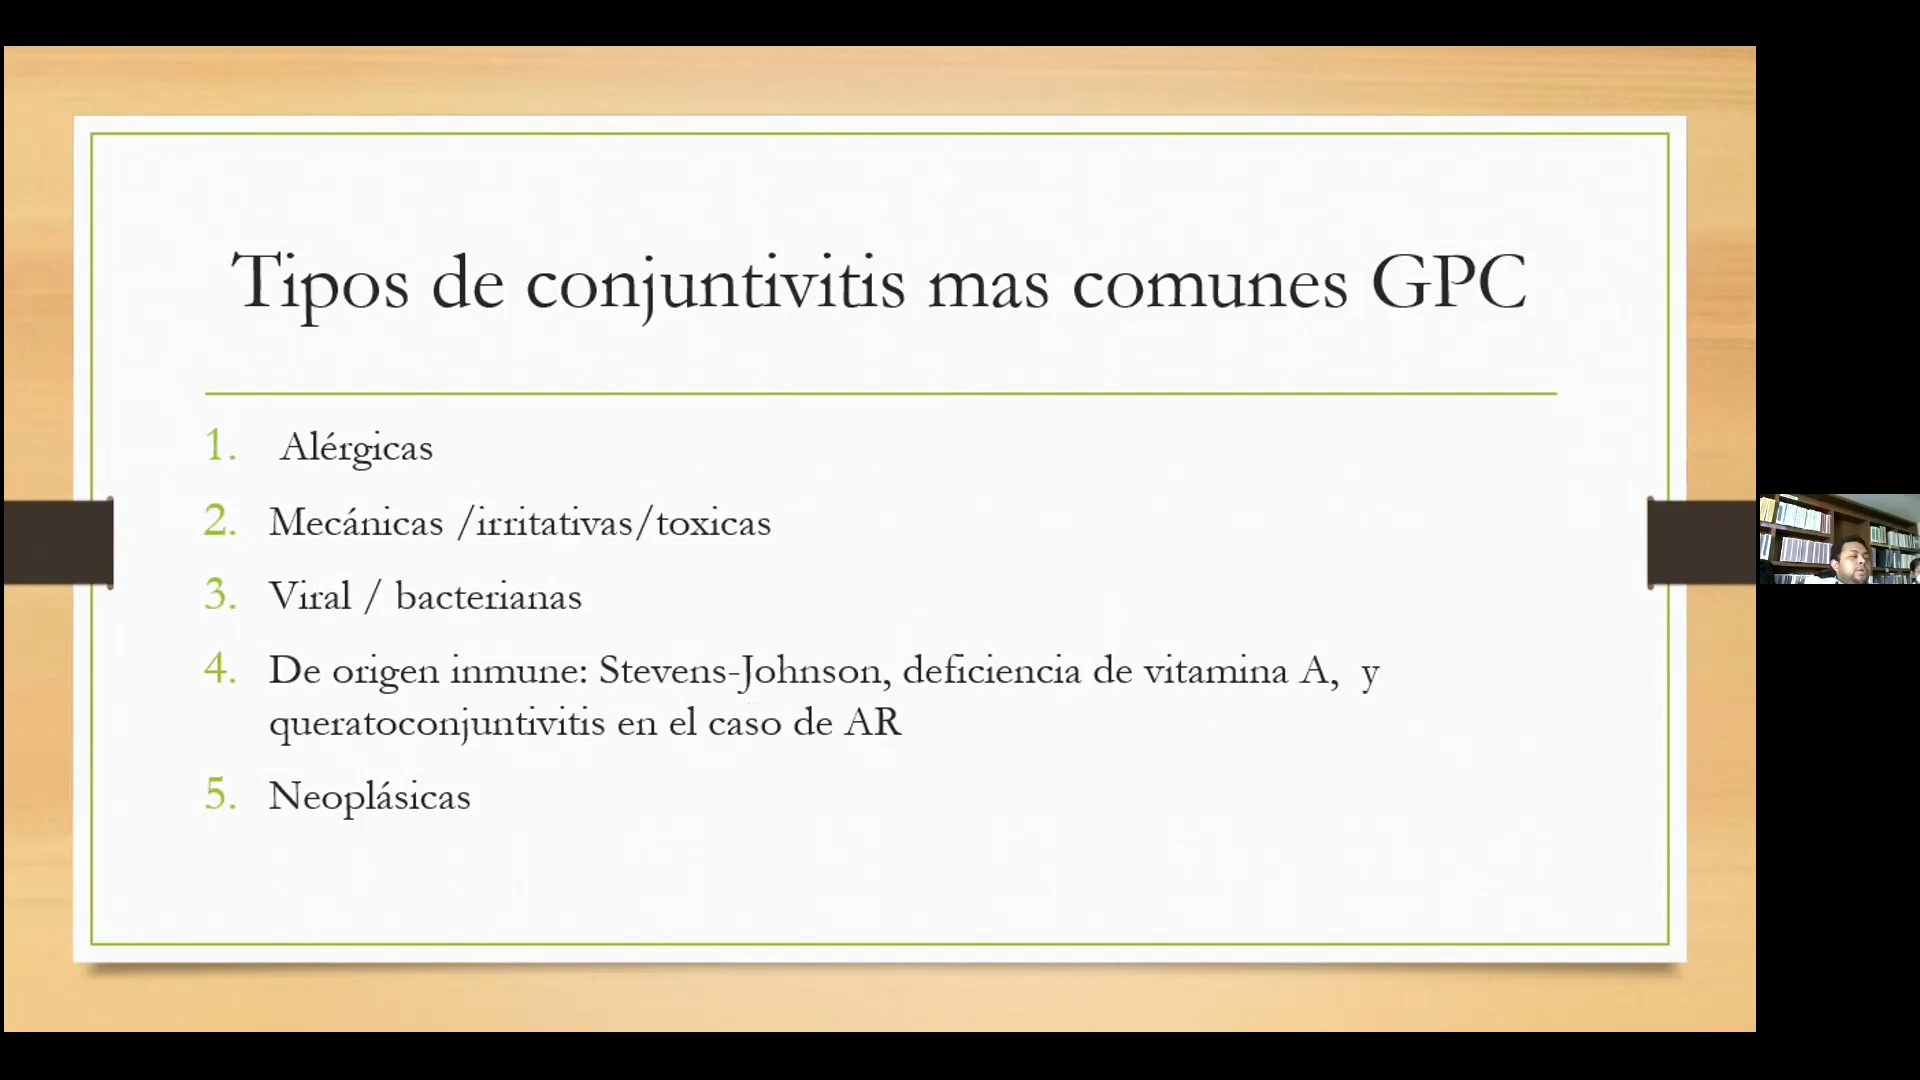 Tipos de conjuntivitis mas comunes GPC
1. Alérgicas
2. Mecánicas /irritativas/toxicas
3. Viral / bacterianas
4. De origen inmune: Stevens-Johnson, deficiencia de vitamina A, y
queratoconjuntivitis en el caso de AR
5. Neoplásicas